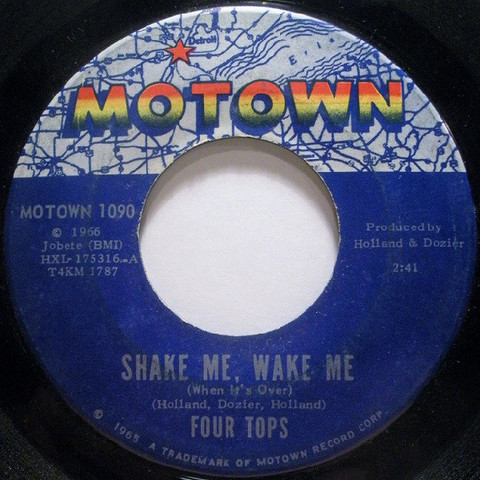 Detroit
ERIE
MOTOWN
MOTOWN 1090
© 1966
Jobete (BMI)
HXL-175316-A
T4KM 1787
Produced by
Holland & Dozier
2:41
SHAKE ME, WAKE ME
(When It's Over)
(Holland, Dozier, Holland)
FOUR TOPS
© 1965 A TRADEMARK OF MOTOWN RECORD CORP.